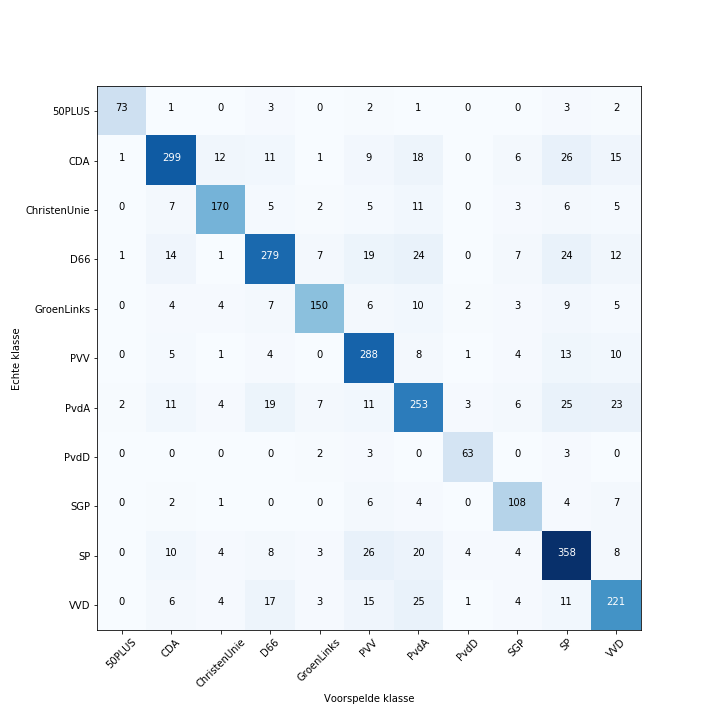 50PLUS 73 1 0 3 0 2 1 0 0 3 2
CDA 1 299 12 11 1 9 18 0 6 26 15
ChristenUnie 0 7 170 5 2 5 11 0 3 6 5
D66 1 14 1 279 7 19 24 0 7 24 12
GroenLinks 0 4 4 7 150 6 10 2 3 9 5
PVV 0 5 1 4 0 288 8 1 4 13 10
PvdA 2 11 4 19 7 11 253 3 6 25 23
PvdD 0 0 0 0 2 3 0 63 0 3 0
SGP 0 2 1 0 0 6 4 0 108 4 7
SP 0 10 4 8 3 26 20 4 4 358 8
VVD 0 6 4 17 3 15 25 1 4 11 221
Echte klasse
50PLUS CDA ChristenUnie D66 GroenLinks PVV PvdA PvdD SGP SP VVD
Voorspelde klasse